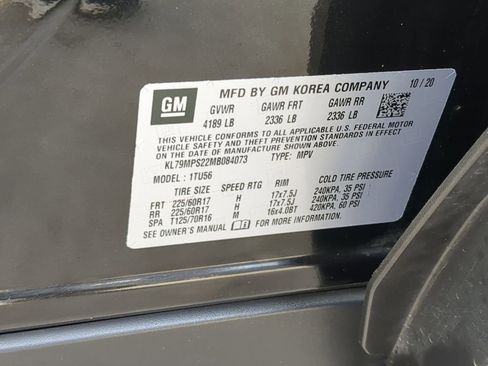 GM
MFD BY GM KOREA COMPANY 10/20
GVWR GAWR FRT GAWR RR
4189 LB 2336 LB 2336 LB
THIS VEHICLE CONFORMS TO ALL APPLICABLE U.S. FEDERAL MOTOR
VEHICLE SAFETY, BUMPER, AND THEFT PREVENTION STANDARDS IN EFFECT
ON THE DATE OF MANUFACTURE SHOWN ABOVE.
KL79MPS22MB084073 TYPE: MPV
MODEL: 1TU56
TIRE SIZE SPEED RTG RIM COLD TIRE PRESSURE
FRT 225/60R17 H 17x7.5J 240KPA, 35 PSI
RR 225/60R17 H 17x7.5J 240KPA, 35 PSI
SPA T125/70R16 M 16x4.0BT 420KPA, 60 PSI
SEE OWNER'S MANUAL FOR MORE INFORMATION.